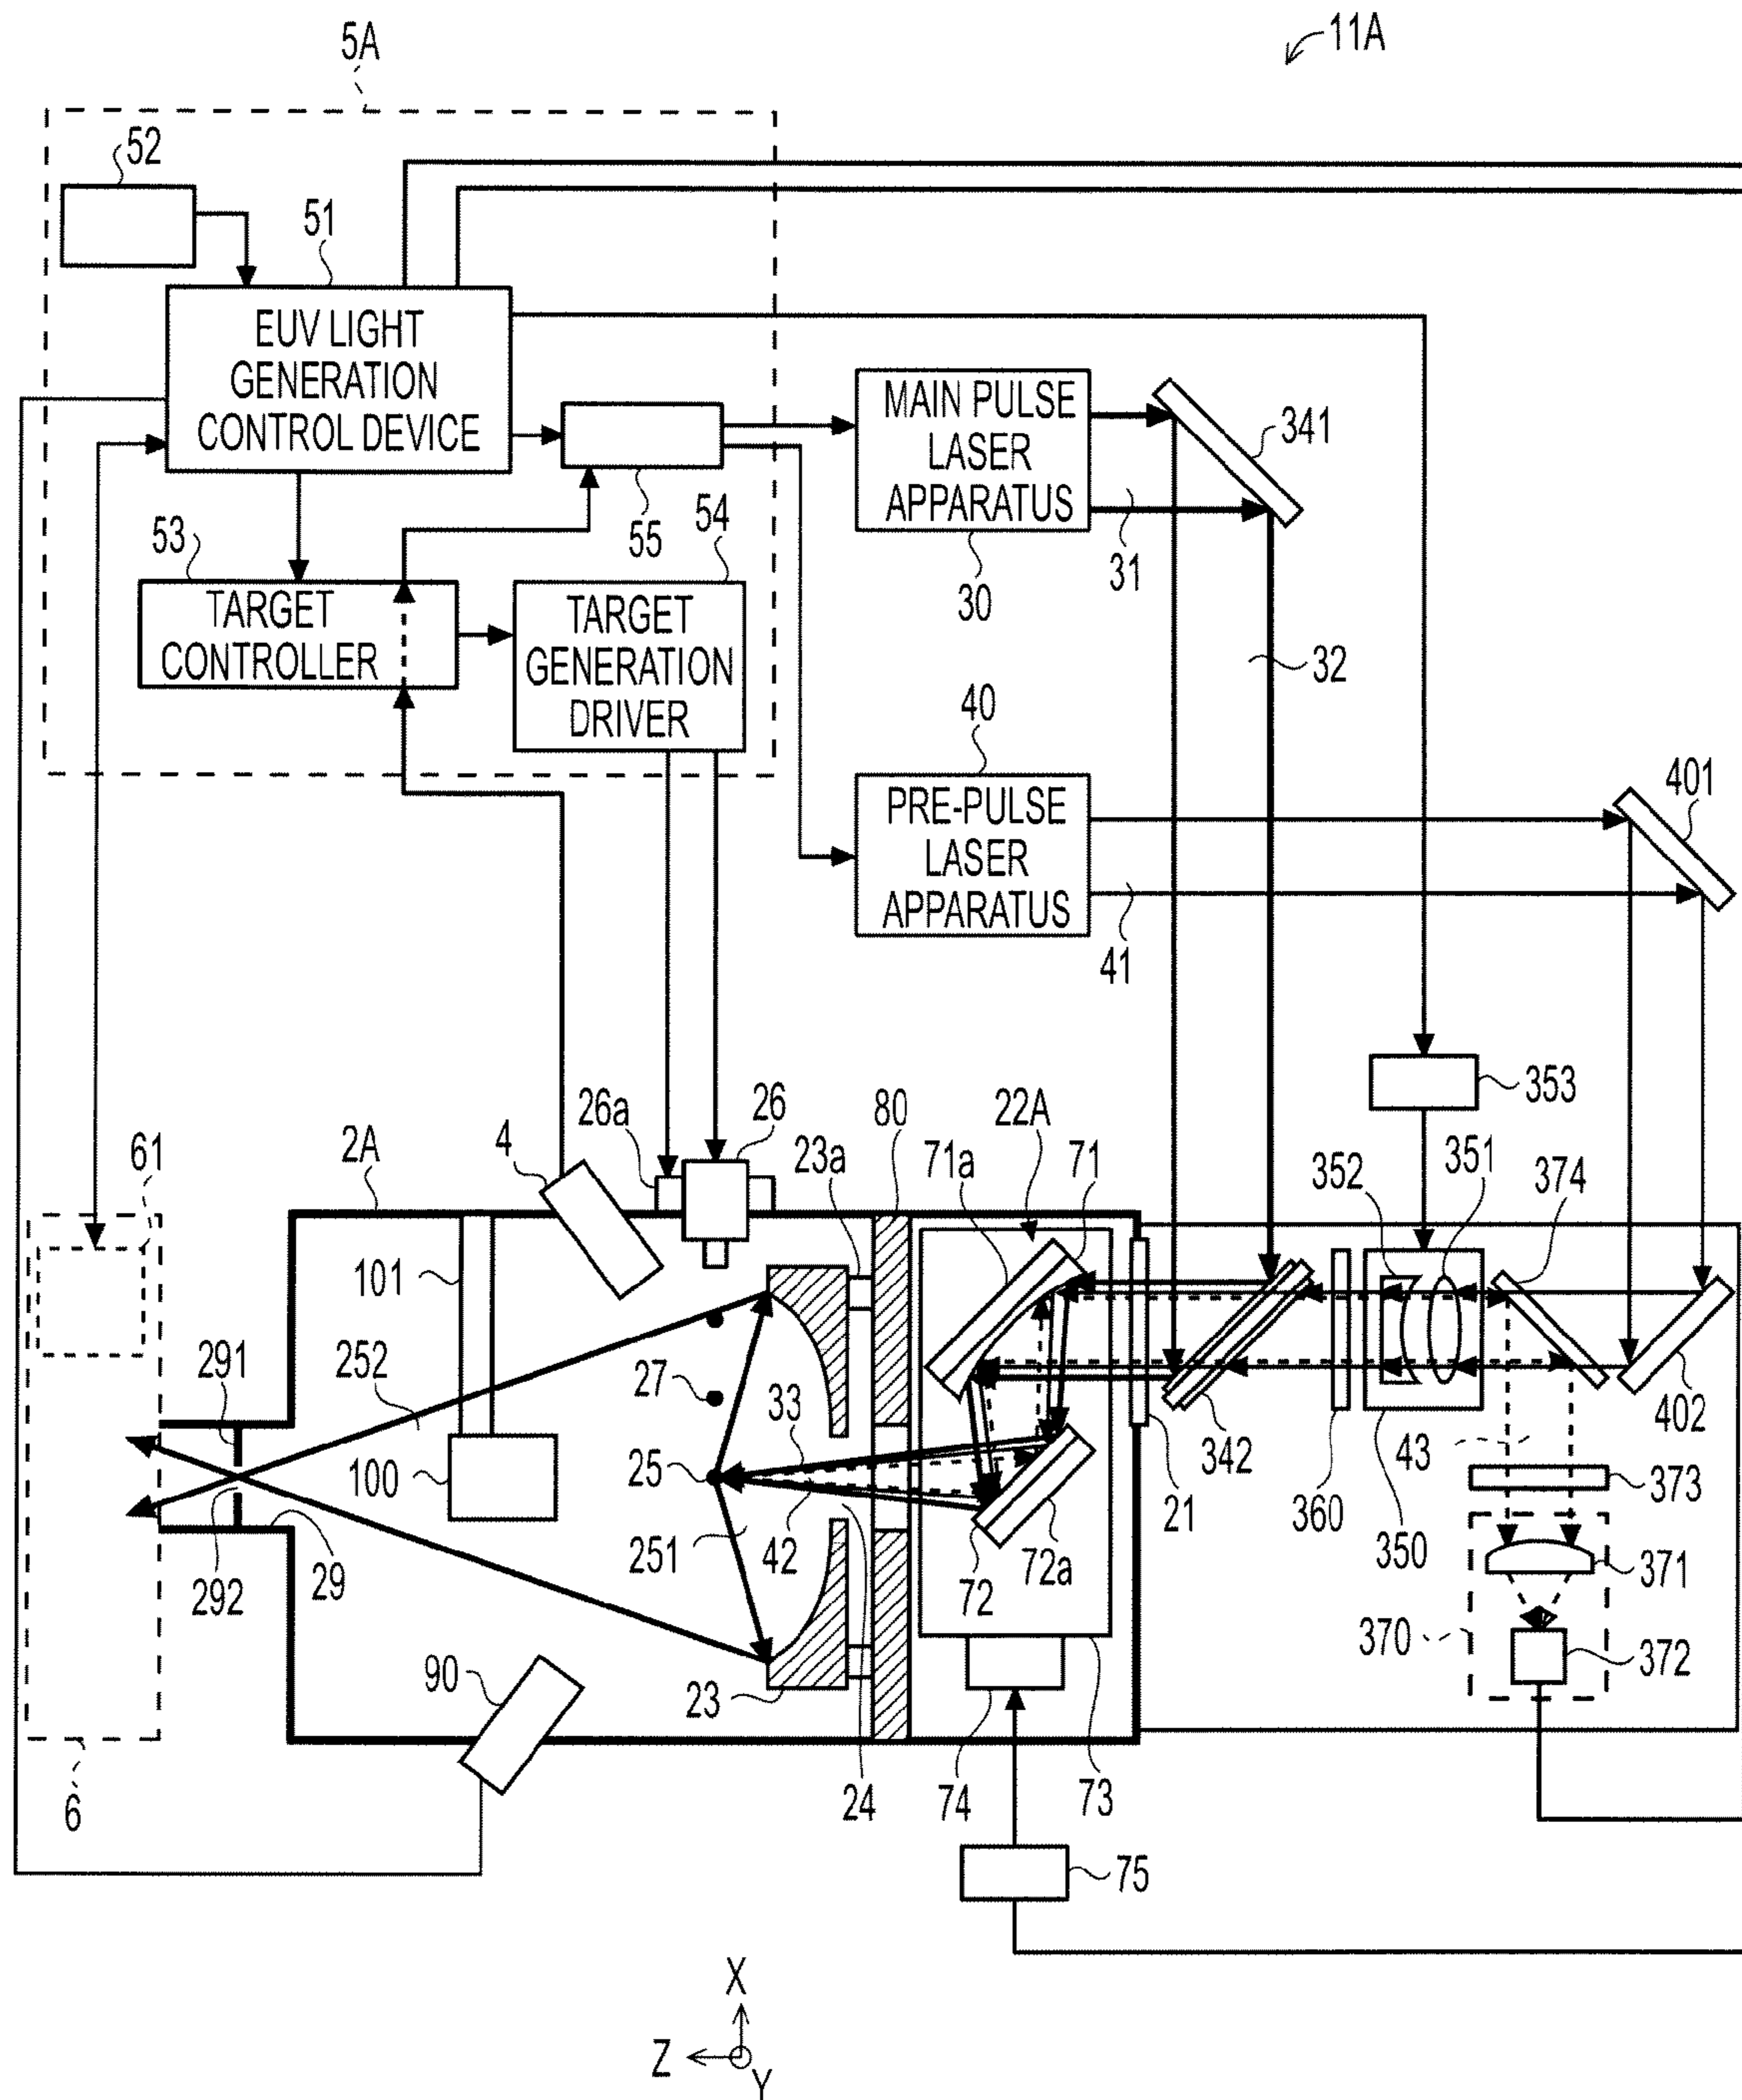 11A
5A
52
51
EUV LIGHT
GENERATION
CONTROL DEVICE
MAIN PULSE
LASER
APPARATUS
341
31
30
55
54
53
TARGET
CONTROLLER
TARGET
GENERATION
DRIVER
32
40
PRE-PULSE
LASER
APPARATUS
401
41
353
26a
26
80
22A
4
23a
71a
71
352
351
374
61
2A
101
291
252
27
33
342
402
43
100
25
21
360
373
350
251
42
72a
371
292
29
72
370
372
90
23
6
24
74
73
75
X
Z
Y